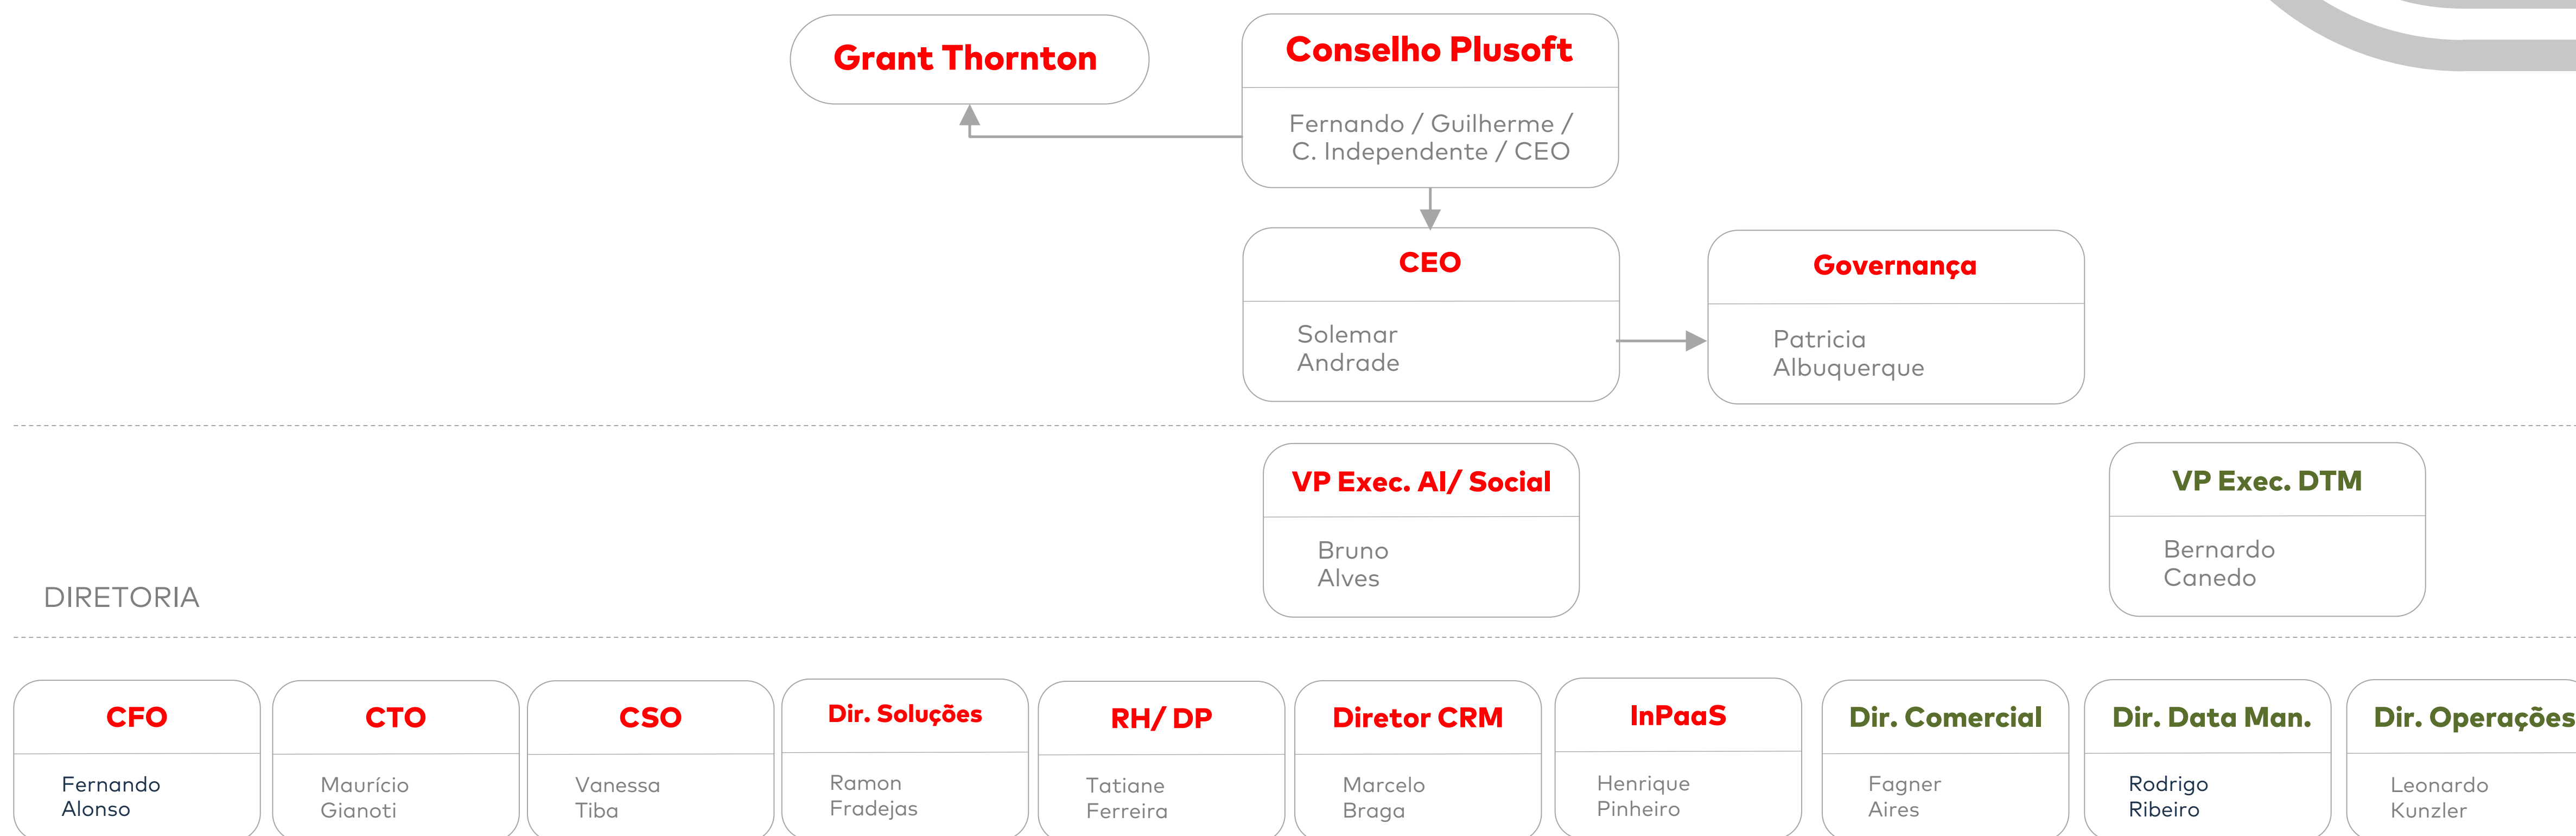 Grant Thornton
Conselho Plusoft
Fernando / Guilherme /
C. Independente / CEO
CEO
Solemar
Andrade
Governança
Patricia
Albuquerque
VP Exec. AI/ Social
Bruno
Alves
VP Exec. DTM
Bernardo
Canedo
DIRETORIA
CFO
Fernando
Alonso
CTO
Maurício
Gianoti
CSO
Vanessa
Tiba
Dir. Soluções
Ramon
Fradejas
RH/ DP
Tatiane
Ferreira
Diretor CRM
Marcelo
Braga
InPaaS
Henrique
Pinheiro
Dir. Comercial
Fagner
Aires
Dir. Data Man.
Rodrigo
Ribeiro
Dir. Operações
Leonardo
Kunzler